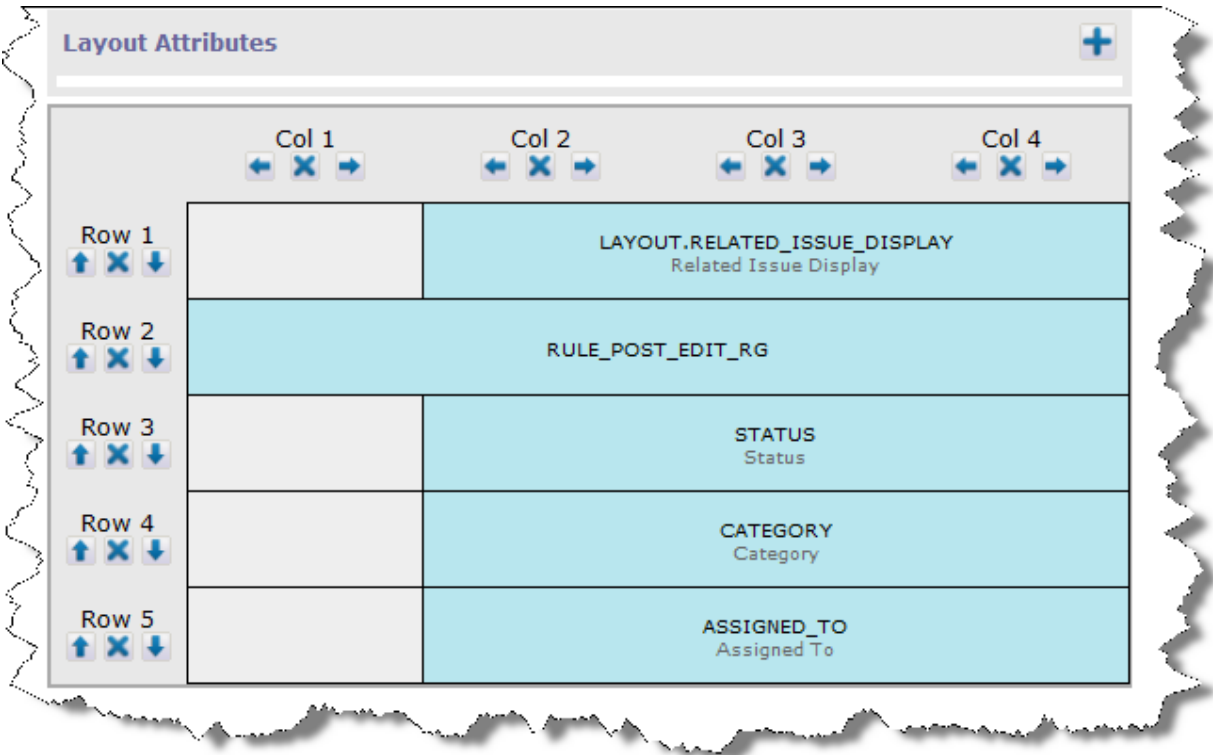 Layout Attributes
Col 1 Col 2 Col 3 Col 4
Row 1
LAYOUT.RELATED_ISSUE_DISPLAY
Related Issue Display
Row 2
RULE_POST_EDIT_RG
Row 3
STATUS
Status
Row 4
CATEGORY
Category
Row 5
ASSIGNED_TO
Assigned To